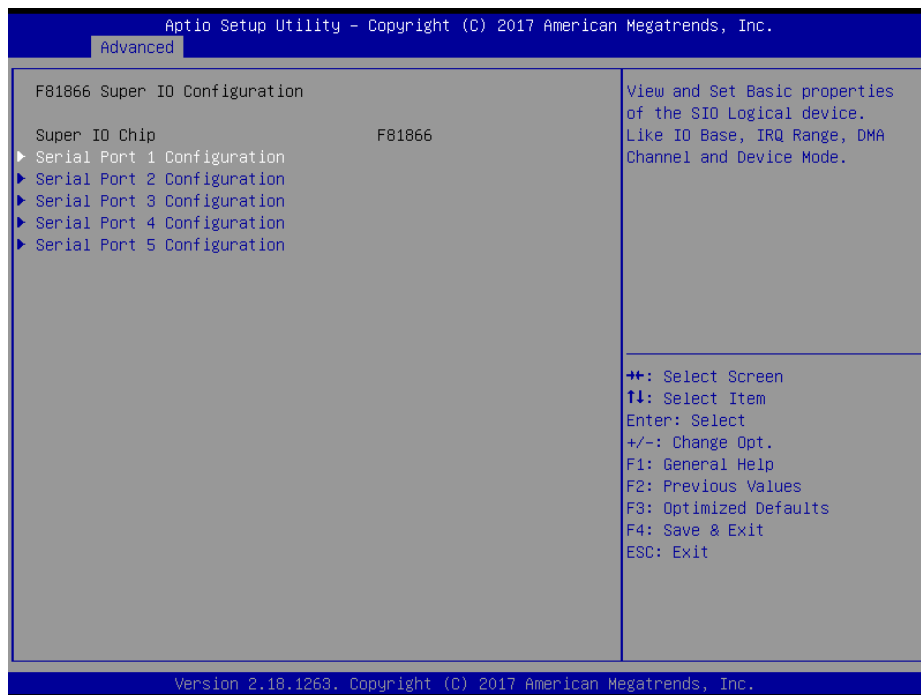 Aptio Setup Utility – Copyright (C) 2017 American Megatrends, Inc.
Advanced
F81866 Super IO Configuration
Super IO Chip F81866
▶ Serial Port 1 Configuration
▶ Serial Port 2 Configuration
▶ Serial Port 3 Configuration
▶ Serial Port 4 Configuration
▶ Serial Port 5 Configuration
View and Set Basic properties
of the SIO Logical device.
Like IO Base, IRQ Range, DMA
Channel and Device Mode.
→←: Select Screen
↑↓: Select Item
Enter: Select
+/-: Change Opt.
F1: General Help
F2: Previous Values
F3: Optimized Defaults
F4: Save & Exit
ESC: Exit
Version 2.18.1263. Copyright (C) 2017 American Megatrends, Inc.